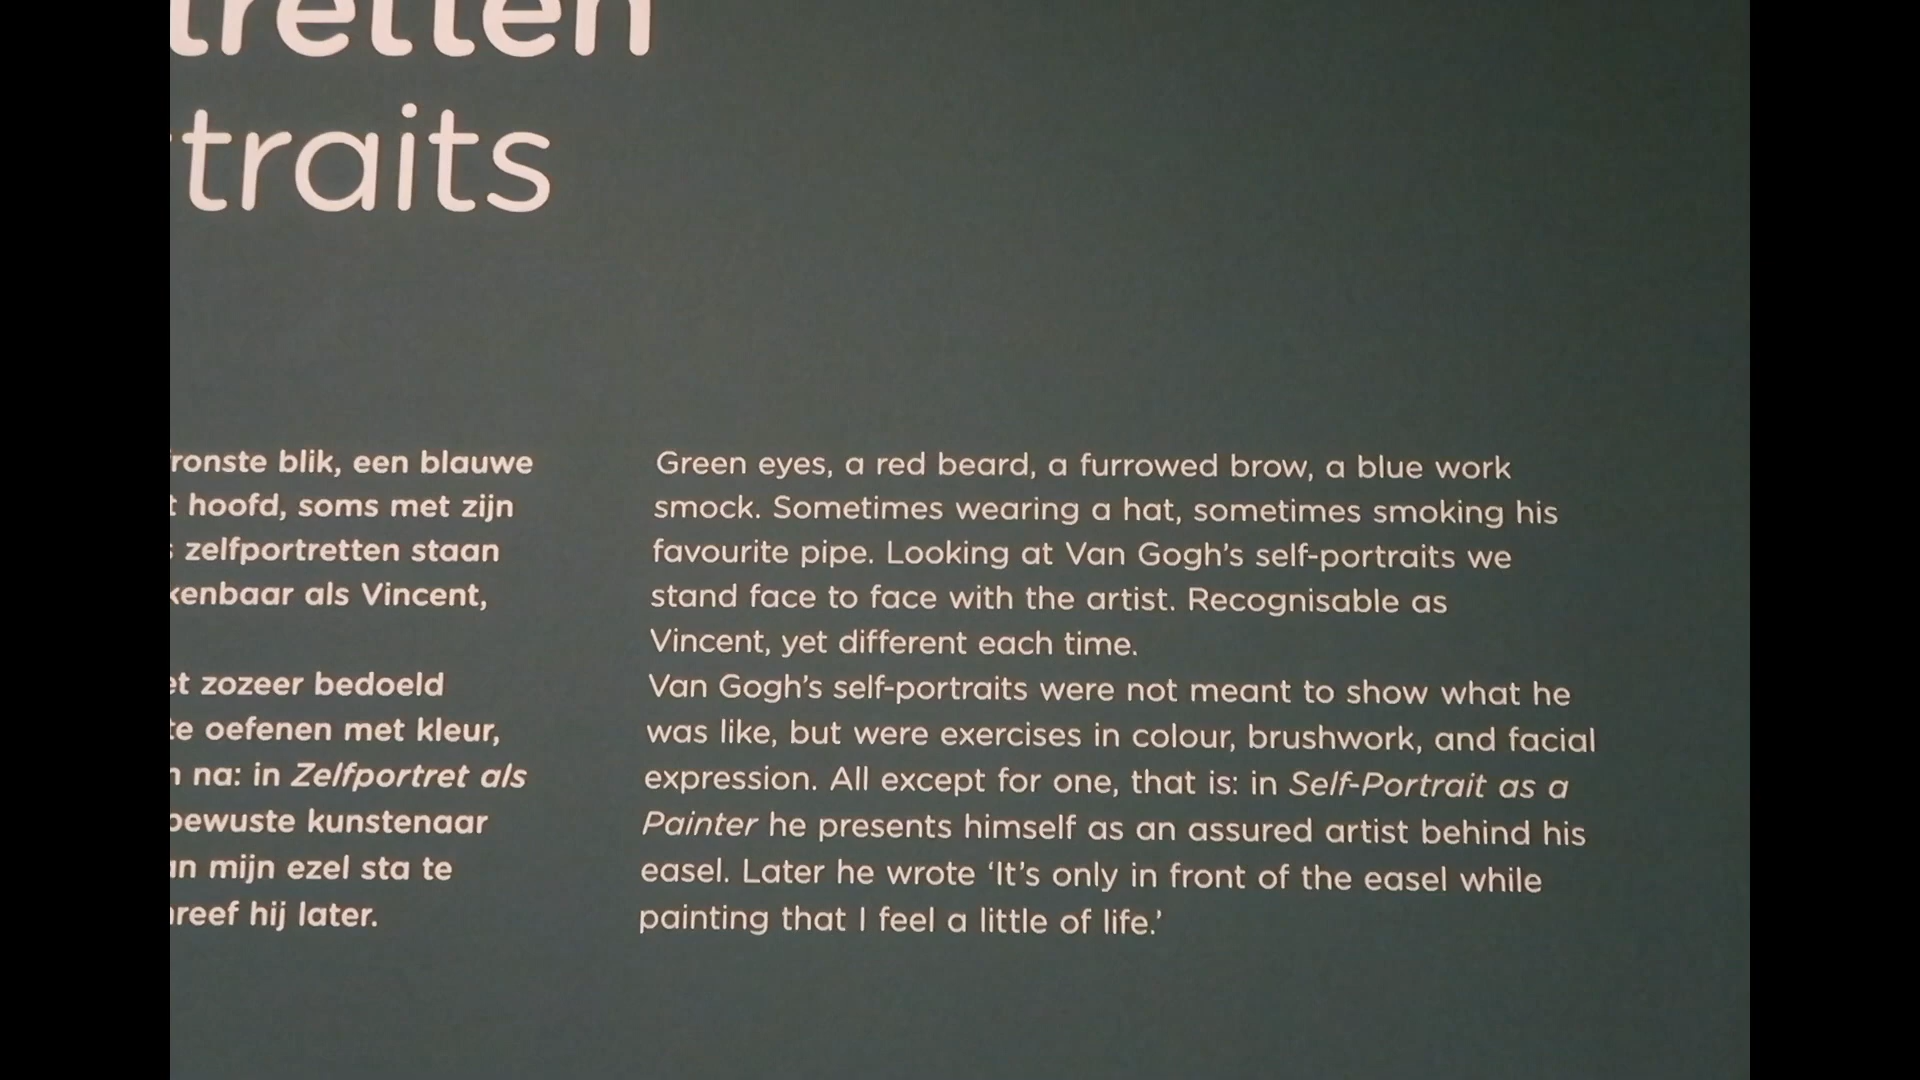 tretten
traits
ronste blik, een blauwe
hoofd, soms met zijn
zelfportretten staan
kenbaar als Vincent,
et zozeer bedoeld
te oefenen met kleur,
na: in Zelfportret als
bewuste kunstenaar
an mijn ezel sta te
reef hij later.
Green eyes, a red beard, a furrowed brow, a blue work
smock. Sometimes wearing a hat, sometimes smoking his
favourite pipe. Looking at Van Gogh’s self-portraits we
stand face to face with the artist. Recognisable as
Vincent, yet different each time.
Van Gogh’s self-portraits were not meant to show what he
was like, but were exercises in colour, brushwork, and facial
expression. All except for one, that is: in Self-Portrait as a
Painter he presents himself as an assured artist behind his
easel. Later he wrote ‘It’s only in front of the easel while
painting that I feel a little of life.’